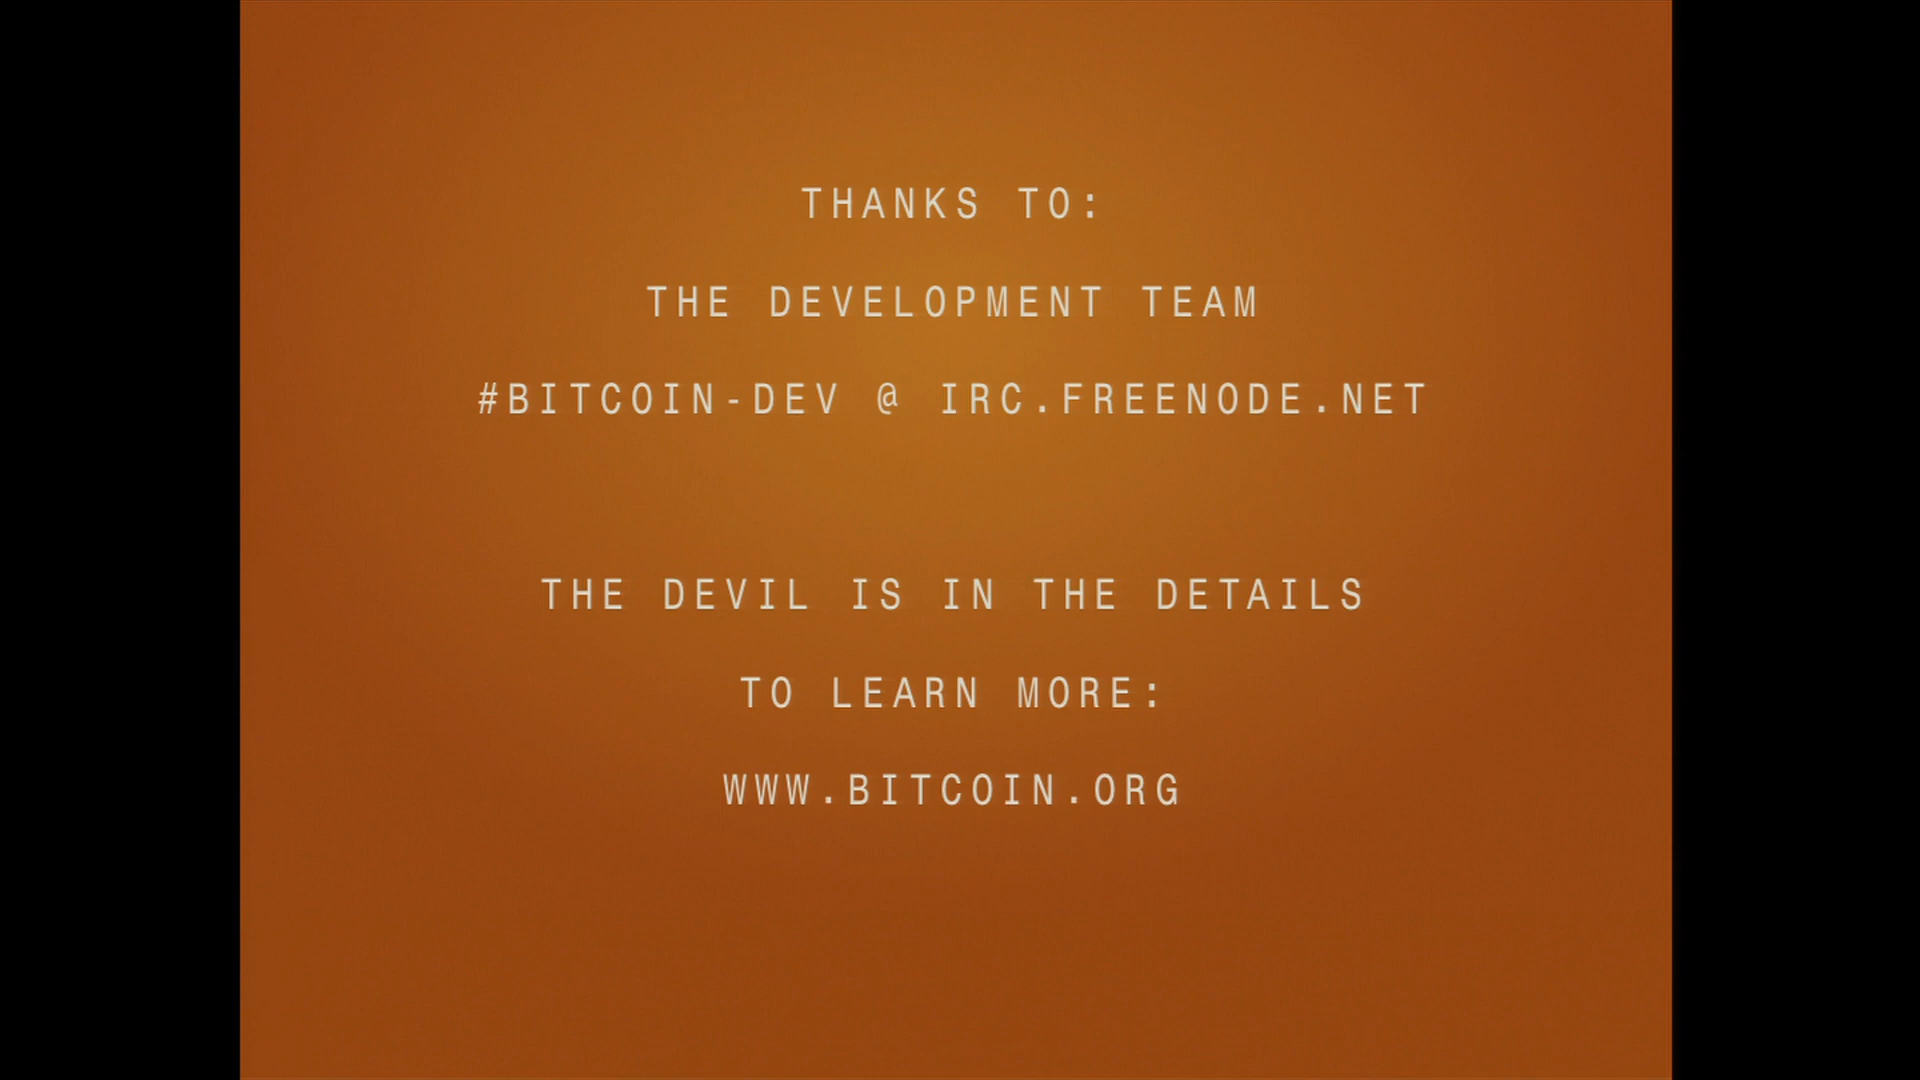 THANKS TO:
THE DEVELOPMENT TEAM
#BITCOIN-DEV @ IRC.FREENODE.NET
THE DEVIL IS IN THE DETAILS
TO LEARN MORE:
WWW.BITCOIN.ORG